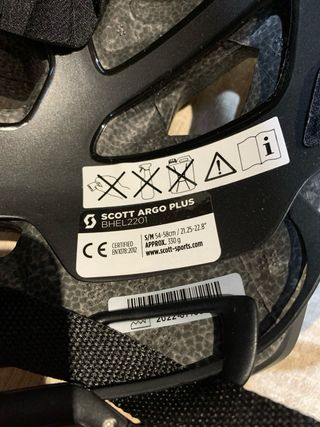 SCOTT ARGO PLUS
BHEL2201
CE CERTIFIED
EN1078:2012
S/M 54-58cm / 21.25-22.8"
APPROX. 330 g
www.scott-sports.com